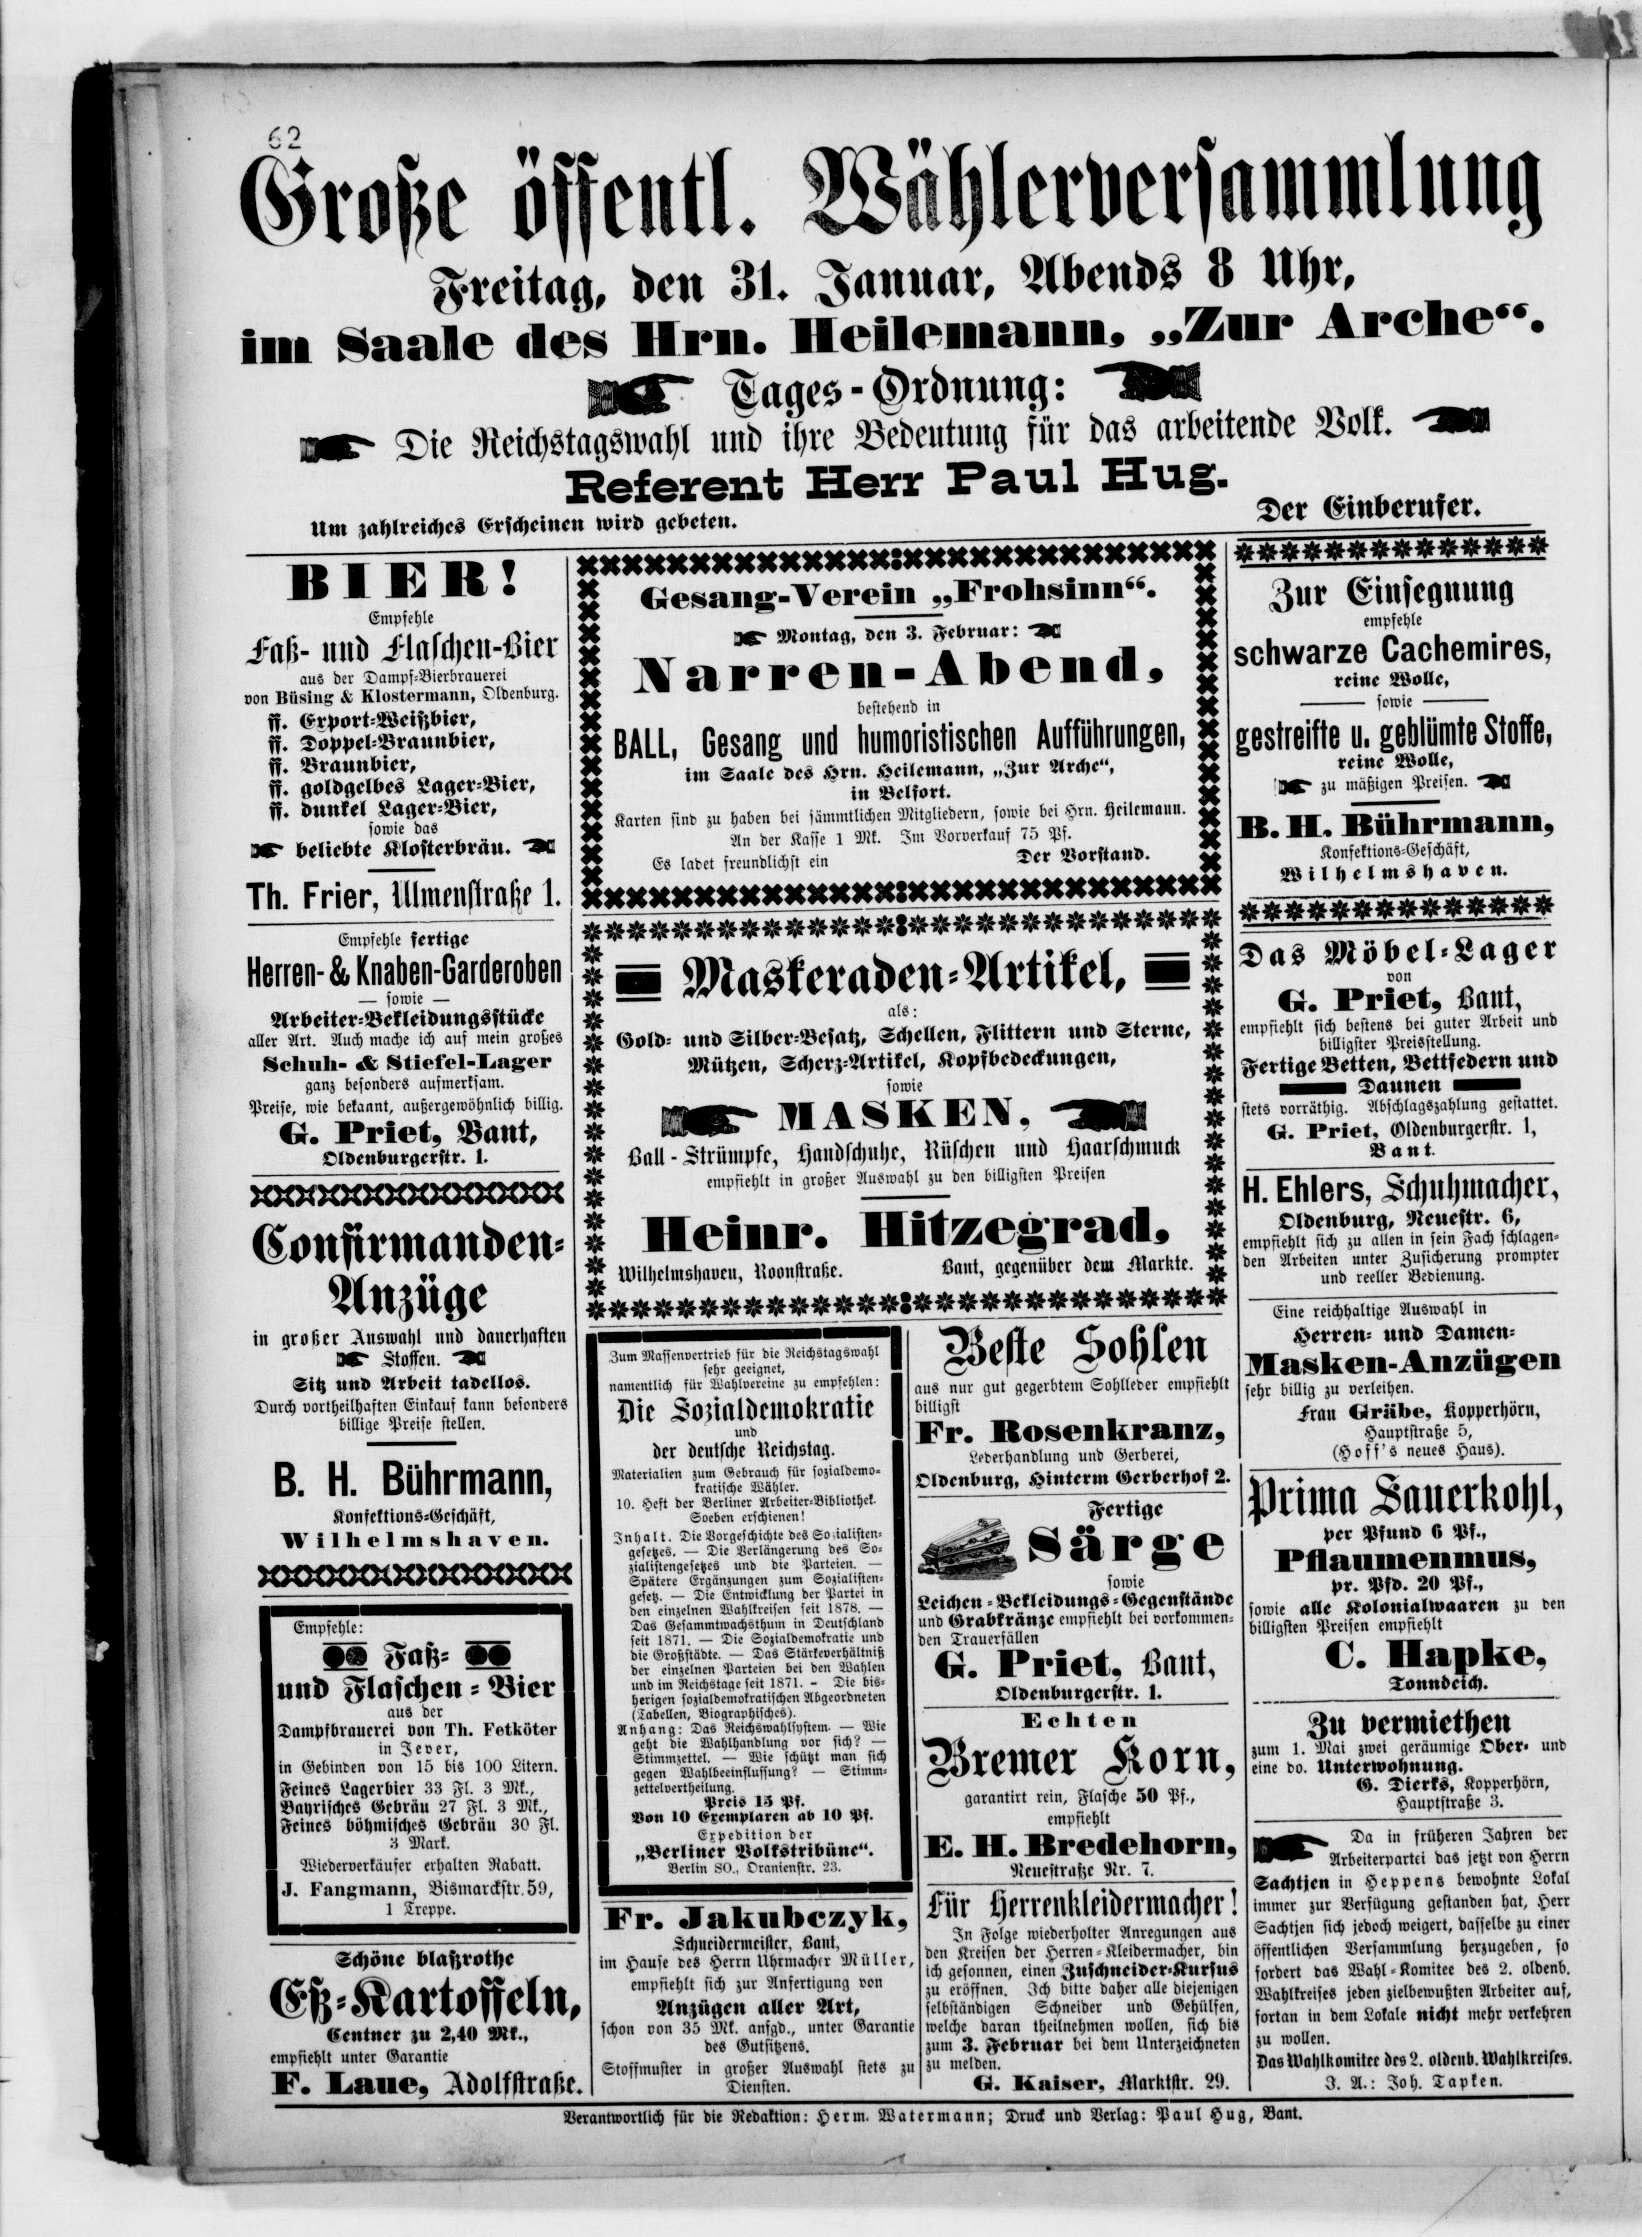 62
Große öffentl. Wählerversammlung
Freitag, den 31. Januar, Abends 8 Uhr,
im Saale des Hrn. Heilemann, „Zur Arche“.
Tages-Ordnung:
Die Reichstagswahl und ihre Bedeutung für das arbeitende Volk.
Referent Herr Paul Hug.
Um zahlreiches Erscheinen wird gebeten.
Der Einberufer.
BIER!
Empfehle
Faß- und Flaschen-Bier
aus der Dampf-Bierbrauerei
von Büsing & Klostermann, Oldenburg.
ff. Export-Weißbier,
ff. Doppel-Braunbier,
ff. Braunbier,
ff. goldgelbes Lager-Bier,
ff. dunkel Lager-Bier,
sowie das
beliebte Klosterbräu.
Th. Frier, Ulmenstraße 1.
Empfehle fertige
Herren- & Knaben-Garderoben
— sowie —
Arbeiter-Bekleidungsstücke
aller Art. Auch mache ich auf mein großes
Schuh- & Stiefel-Lager
ganz besonders aufmerksam.
Preise, wie bekannt, außergewöhnlich billig.
G. Priet, Bant,
Oldenburgerstr. 1.
Confirmanden-
Anzüge
in großer Auswahl und dauerhaften
Stoffen.
Sitz und Arbeit tadellos.
Durch vortheilhaften Einkauf kann besonders
billige Preise stellen.
B. H. Bührmann,
Konfektions-Geschäft,
Wilhelmshaven.
Empfehle:
Faß-
und Flaschen-Bier
aus der
Dampfbrauerei von Th. Fetköter
in Jever,
in Gebinden von 15 bis 100 Litern.
Feines Lagerbier 33 Fl. 3 Mk.,
Bayrisches Gebräu 27 Fl. 3 Mk.,
Feines böhmisches Gebräu 30 Fl.
3 Mark.
Wiederverkäufer erhalten Rabatt.
J. Fangmann, Bismarckstr. 59,
1 Treppe.
Schöne blaßrothe
Eß-Kartoffeln,
Centner zu 2,40 Mk.,
empfiehlt unter Garantie
F. Laue, Adolfstraße.
Gesang-Verein „Frohsinn“.
Montag, den 3. Februar:
Narren-Abend,
bestehend in
BALL, Gesang und humoristischen Aufführungen,
im Saale des Hrn. Heilemann, „Zur Arche“,
in Belfort.
Karten sind zu haben bei sämmtlichen Mitgliedern, sowie bei Hrn. Heilemann.
An der Kasse 1 Mk. Im Vorverkauf 75 Pf.
Es ladet freundlichst ein
Der Vorstand.
Maskeraden-Artikel,
als:
Gold- und Silber-Besatz, Schellen, Flittern und Sterne,
Mützen, Scherz-Artikel, Kopfbedeckungen,
sowie
MASKEN,
Ball-Strümpfe, Handschuhe, Rüschen und Haarschmuck
empfiehlt in großer Auswahl zu den billigsten Preisen
Heinr. Hitzegrad,
Wilhelmshaven, Roonstraße.
Bant, gegenüber dem Markte.
Zum Massenvertrieb für die Reichstagswahl
sehr geeignet,
namentlich für Wahlvereine zu empfehlen:
Die Sozialdemokratie
und
der deutsche Reichstag.
Materialien zum Gebrauch für sozialdemo-
kratische Wähler.
10. Heft der Berliner Arbeiter-Bibliothek.
Soeben erschienen!
Inhalt. Die Vorgeschichte des Sozialisten-
gesetzes. — Die Verlängerung des So-
zialistengesetzes und die Parteien. —
Spätere Ergänzungen zum Sozialisten-
gesetz. — Die Entwicklung der Partei in
den einzelnen Wahlkreisen seit 1878. —
Das Gesammtwachsthum in Deutschland
seit 1871. — Die Sozialdemokratie und
die Großstädte. — Das Stärkeverhältniß
der einzelnen Parteien bei den Wahlen
und im Reichstage seit 1871. - Die bis-
herigen sozialdemokratischen Abgeordneten
(Tabellen, Biographisches).
Anhang: Das Reichswahlsystem. — Wie
geht die Wahlhandlung vor sich? —
Stimmzettel. — Wie schützt man sich
gegen Wahlbeeinflussung? — Stimm-
zettelvertheilung.
Preis 15 Pf.
Von 10 Exemplaren ab 10 Pf.
Expedition der
„Berliner Volkstribüne“.
Berlin SO., Oranienstr. 23.
Fr. Jakubczyk,
Schneidermeister, Bant,
im Hause des Herrn Uhrmacher Müller,
empfiehlt sich zur Anfertigung von
Anzügen aller Art,
schon von 35 Mk. anfgd., unter Garantie
des Gutsitzens.
Stoffmuster in großer Auswahl stets zu
Diensten.
Beste Sohlen
aus nur gut gegerbtem Sohlleder empfiehlt
billigst
Fr. Rosenkranz,
Lederhandlung und Gerberei,
Oldenburg, Hinterm Gerberhof 2.
Fertige
Särge
sowie
Leichen-Bekleidungs-Gegenstände
und Grabkränze empfiehlt bei vorkommen-
den Trauerfällen
G. Priet, Bant,
Oldenburgerstr. 1.
Echten
Bremer Korn,
garantirt rein, Flasche 50 Pf.,
empfiehlt
E. H. Bredehorn,
Neuestraße Nr. 7.
Für Herrenkleidermacher!
In Folge wiederholter Anregungen aus
den Kreisen der Herren-Kleidermacher, bin
ich gesonnen, einen Zuschneider-Kursus
zu eröffnen. Ich bitte daher alle diejenigen
selbständigen Schneider und Gehülfen,
welche daran theilnehmen wollen, sich bis
zum 3. Februar bei dem Unterzeichneten
zu melden.
G. Kaiser, Marktstr. 29.
Zur Einsegnung
empfehle
schwarze Cachemires,
reine Wolle,
sowie
gestreifte u. geblümte Stoffe,
reine Wolle,
zu mäßigen Preisen.
B. H. Bührmann,
Konfektions-Geschäft,
Wilhelmshaven.
Das Möbel-Lager
von
G. Priet, Bant,
empfiehlt sich bestens bei guter Arbeit und
billigster Preisstellung.
Fertige Betten, Bettfedern und
Daunen
stets vorräthig. Abschlagszahlung gestattet.
G. Priet, Oldenburgerstr. 1,
Bant.
H. Ehlers, Schuhmacher,
Oldenburg, Neuestr. 6,
empfiehlt sich zu allen in sein Fach schlagen-
den Arbeiten unter Zusicherung prompter
und reeller Bedienung.
Eine reichhaltige Auswahl in
Herren- und Damen-
Masken-Anzügen
sehr billig zu verleihen.
Frau Gräbe, Kopperhörn,
Hauptstraße 5,
(Hoff's neues Haus).
Prima Sauerkohl,
per Pfund 6 Pf.,
Pflaumenmus,
pr. Pfd. 20 Pf.,
sowie alle Kolonialwaaren zu den
billigsten Preisen empfiehlt
C. Hapke,
Tonndeich.
Zu vermiethen
zum 1. Mai zwei geräumige Ober- und
eine do. Unterwohnung.
G. Dierks, Kopperhörn,
Hauptstraße 3.
Da in früheren Jahren der
Arbeiterpartei das jetzt von Herrn
Sachtjen in Heppens bewohnte Lokal
immer zur Verfügung gestanden hat, Herr
Sachtjen sich jedoch weigert, dasselbe zu einer
öffentlichen Versammlung herzugeben, so
fordert das Wahl-Komitee des 2. oldenb.
Wahlkreises jeden zielbewußten Arbeiter auf,
fortan in dem Lokale nicht mehr verkehren
zu wollen.
Das Wahlkomitee des 2. oldenb. Wahlkreises.
J. A.: Joh. Tapken.
Verantwortlich für die Redaktion: Herm. Watermann; Druck und Verlag: Paul Hug, Bant.